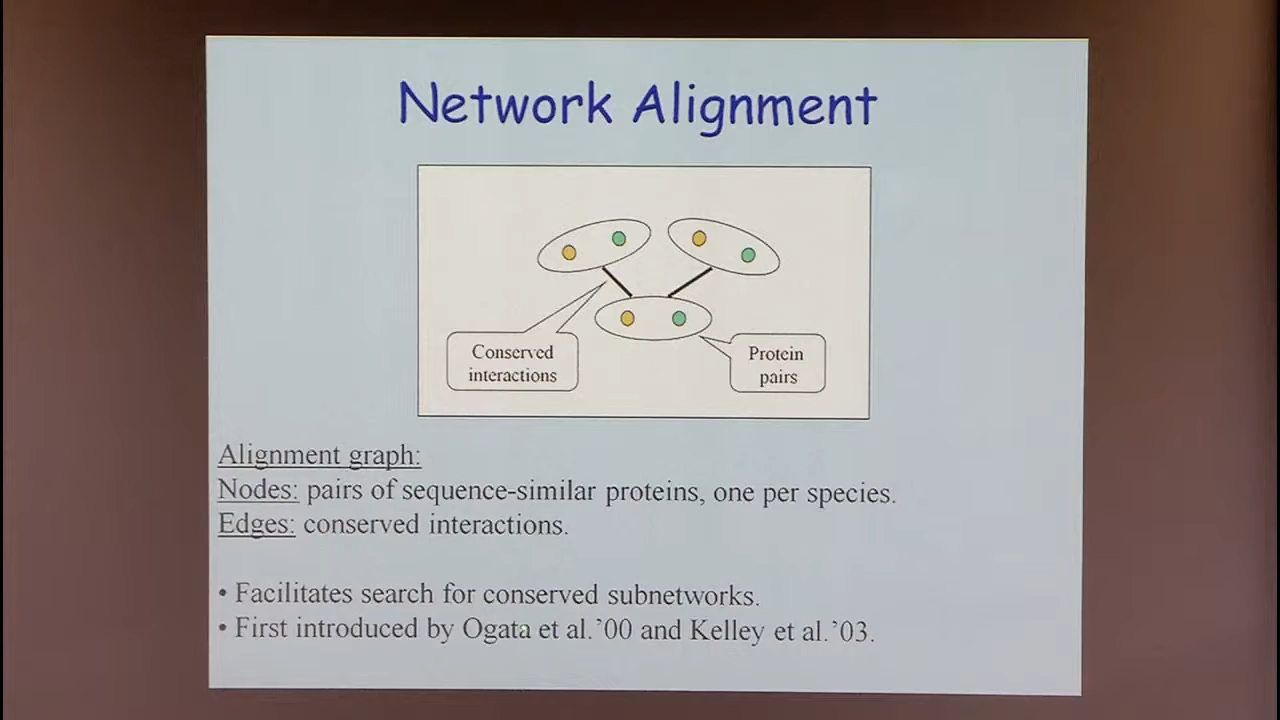 Network Alignment
Conserved
interactions
Protein
pairs
Alignment graph:
Nodes: pairs of sequence-similar proteins, one per species.
Edges: conserved interactions.
• Facilitates search for conserved subnetworks.
• First introduced by Ogata et al.’00 and Kelley et al.’03.